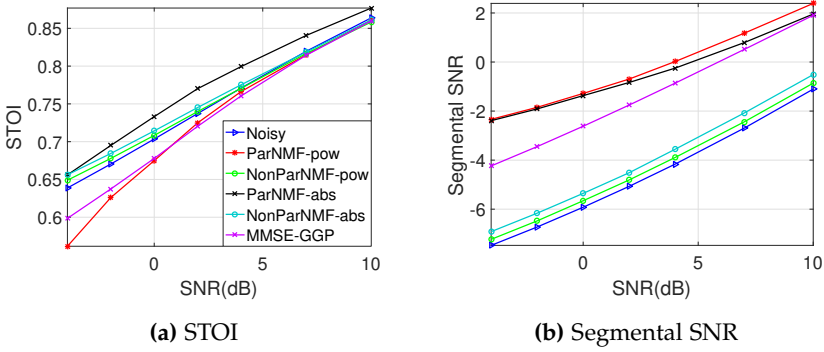 0.85
0.8
0.75
0.7
0.65
0.6
STOI
0
5
10
SNR(dB)
Noisy
ParNMF-pow
NonParNMF-pow
ParNMF-abs
NonParNMF-abs
MMSE-GGP
(a) STOI
2
0
-2
-4
-6
Segmental SNR
0
5
10
SNR(dB)
(b) Segmental SNR